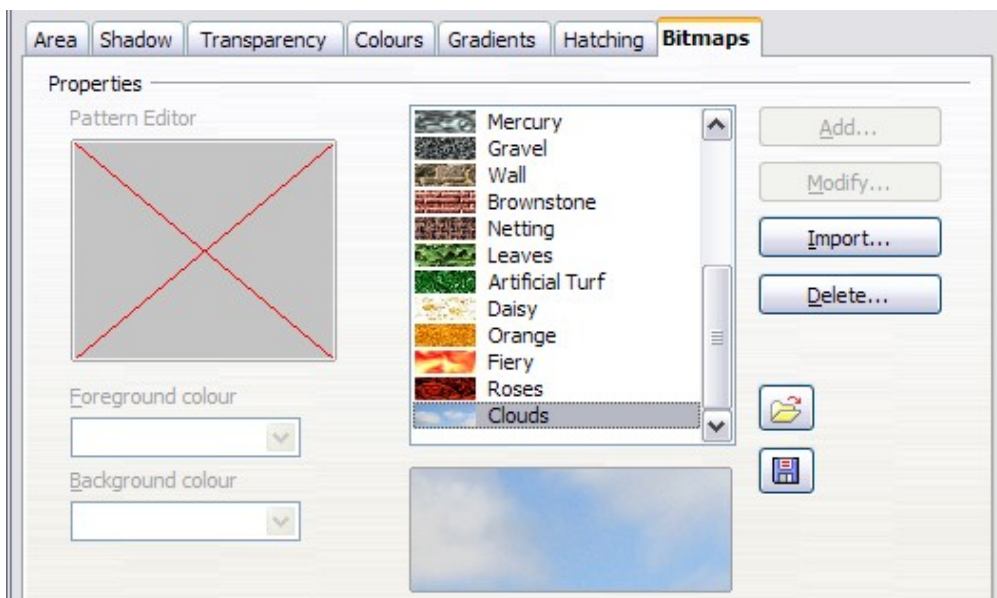 Area Shadow Transparency Colours Gradients Hatching Bitmaps
Properties
Pattern Editor
Foreground colour
Background colour
Mercury
Gravel
Wall
Brownstone
Netting
Leaves
Artificial Turf
Daisy
Orange
Fiery
Roses
Clouds
Add...
Modify...
Import...
Delete...